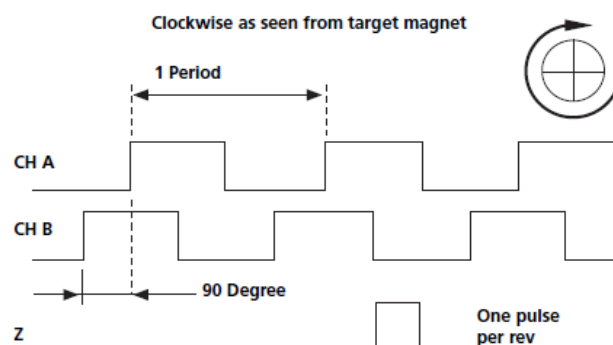 Clockwise as seen from target magnet
1 Period
CH A
CH B
90 Degree
Z
One pulse
per rev